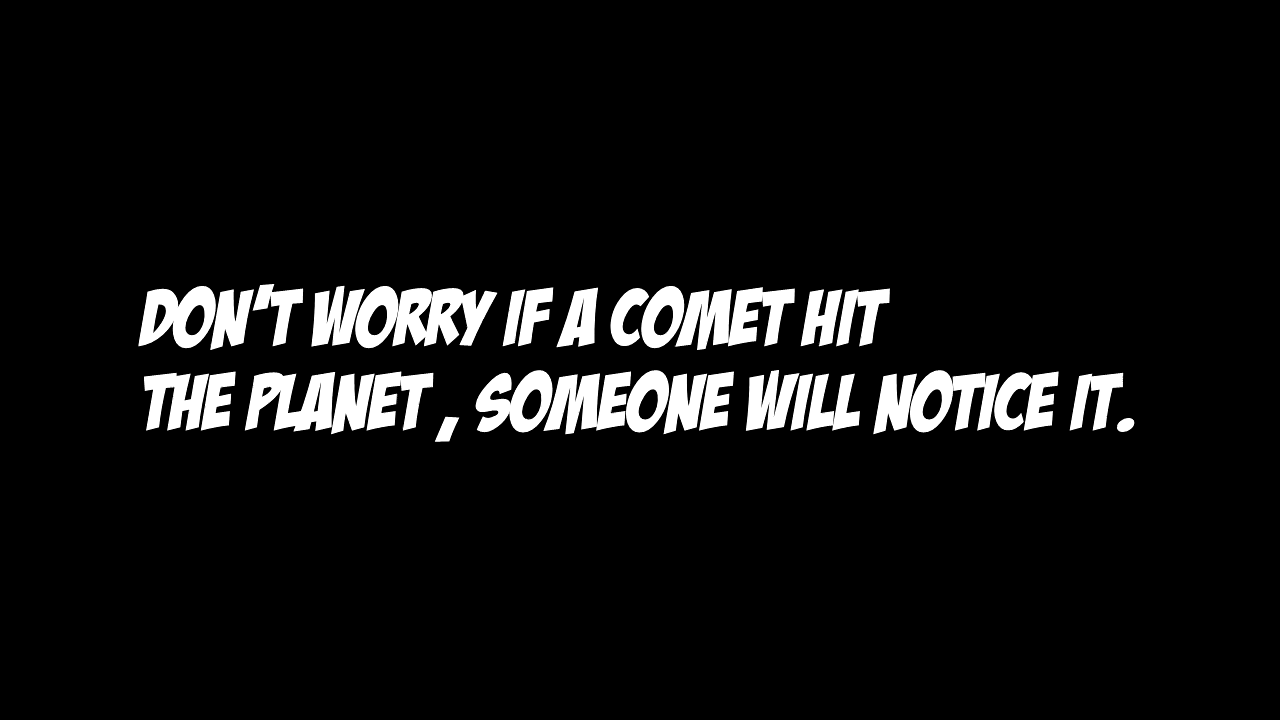 DON'T WORRY IF A COMET HIT
THE PLANET , SOMEONE WILL NOTICE IT.